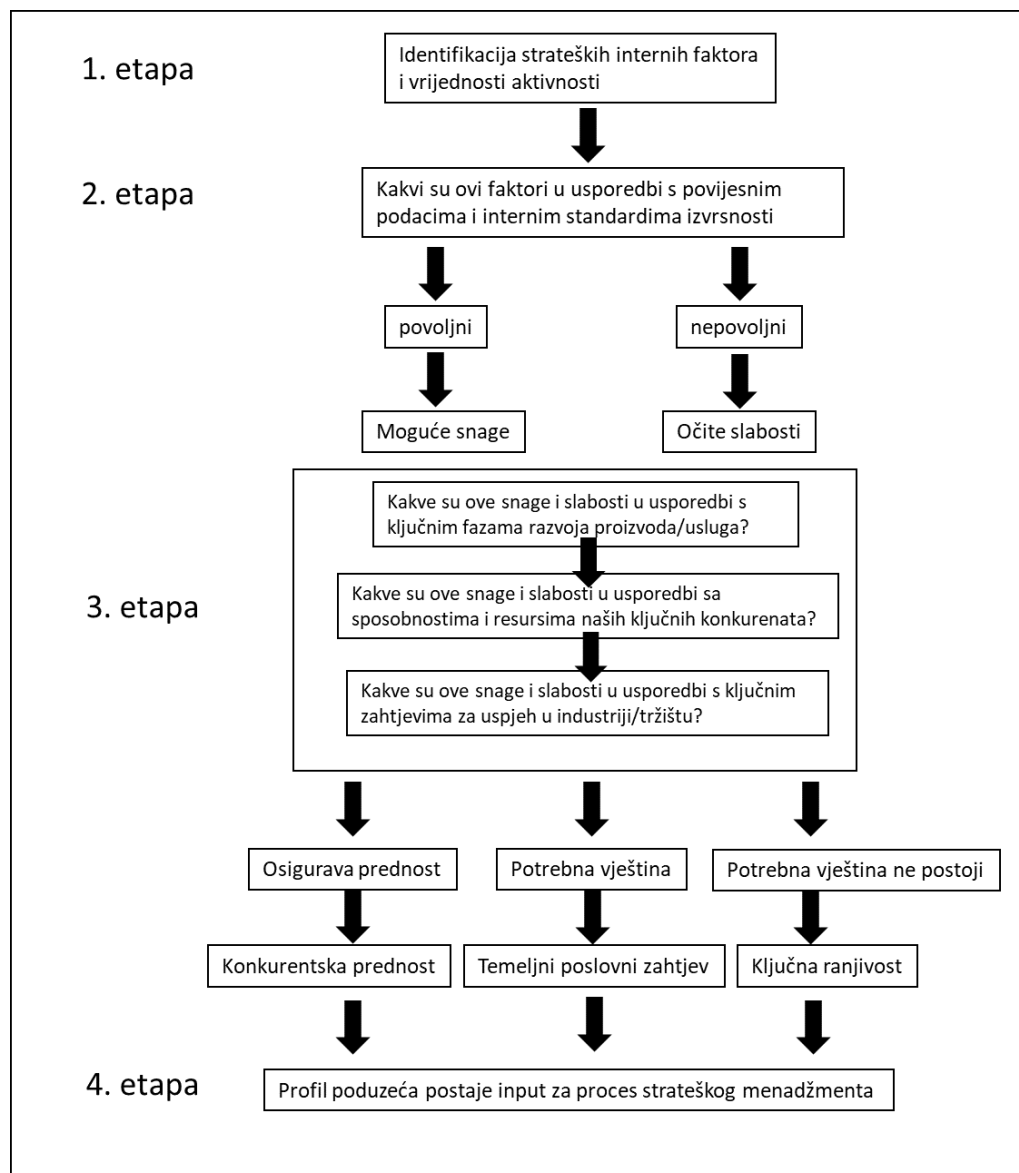 1. etapa
Identifikacija strateških internih faktora
i vrijednosti aktivnosti
2. etapa
Kakvi su ovi faktori u usporedbi s povijesnim
podacima i internim standardima izvrsnosti
povoljni
nepovoljni
Moguće snage
Očite slabosti
3. etapa
Kakve su ove snage i slabosti u usporedbi s
ključnim fazama razvoja proizvoda/usluga?
Kakve su ove snage i slabosti u usporedbi sa
sposobnostima i resursima naših ključnih konkurenata?
Kakve su ove snage i slabosti u usporedbi s ključnim
zahtjevima za uspjeh u industriji/tržištu?
Osigurava prednost
Potrebna vještina
Potrebna vještina ne postoji
Konkurentska prednost
Temeljni poslovni zahtjev
Ključna ranjivost
4. etapa
Profil poduzeća postaje input za proces strateškog menadžmenta